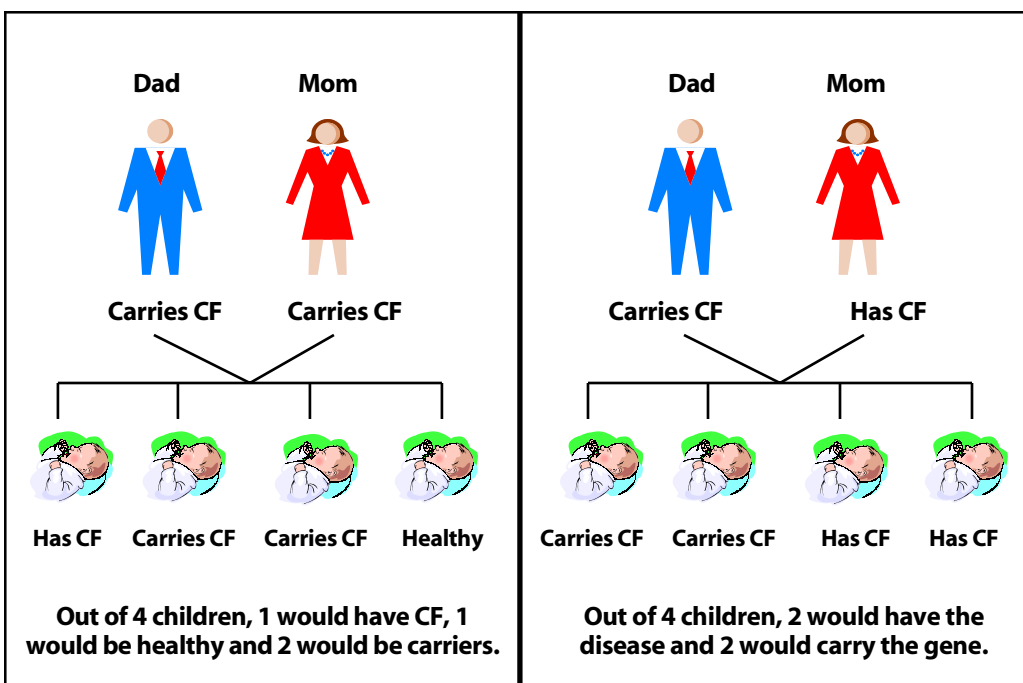 Dad Mom
Carries CF Carries CF
Has CF Carries CF Carries CF Healthy
Out of 4 children, 1 would have CF, 1
would be healthy and 2 would be carriers.
Dad Mom
Carries CF Has CF
Carries CF Carries CF Has CF Has CF
Out of 4 children, 2 would have the
disease and 2 would carry the gene.